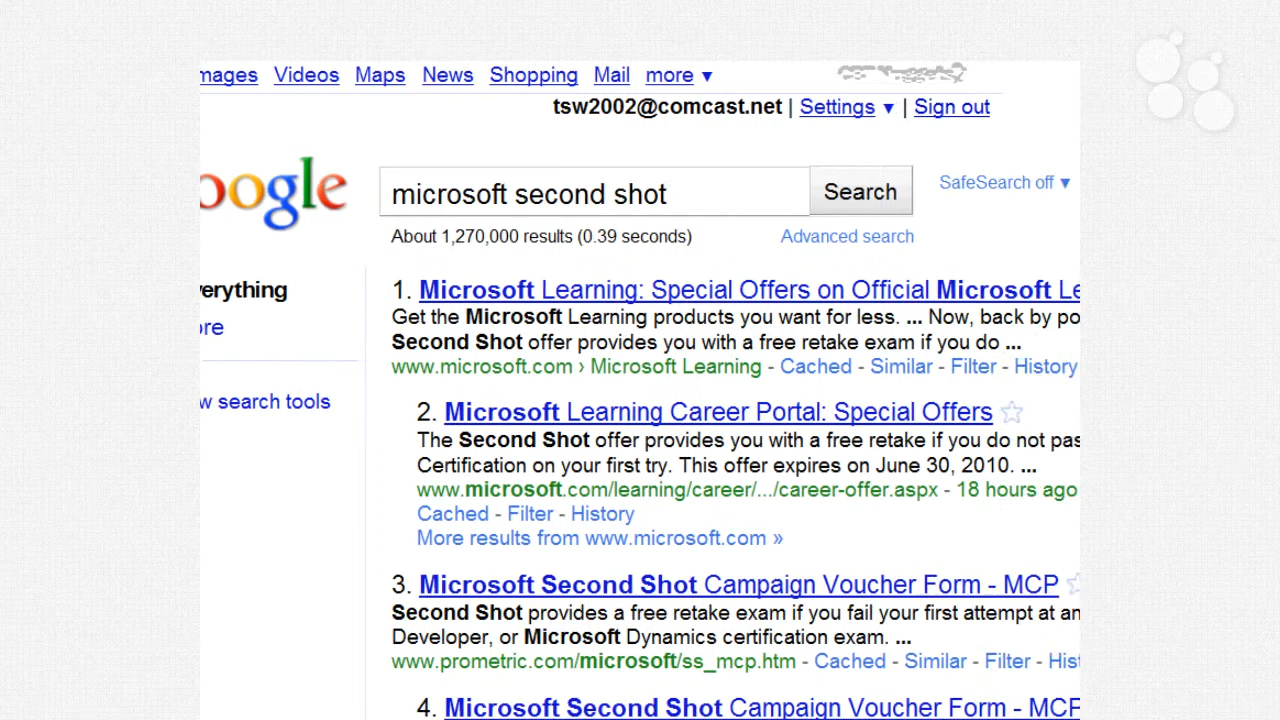 mages Videos Maps News Shopping Mail more ▼
tsw2002@comcast.net | Settings ▼ | Sign out
oogle
microsoft second shot
Search
SafeSearch off ▼
About 1,270,000 results (0.39 seconds)
Advanced search
verything
ore
w search tools
1. Microsoft Learning: Special Offers on Official Microsoft Le
Get the Microsoft Learning products you want for less. ... Now, back by po
Second Shot offer provides you with a free retake exam if you do ...
www.microsoft.com › Microsoft Learning - Cached - Similar - Filter - History
2. Microsoft Learning Career Portal: Special Offers
The Second Shot offer provides you with a free retake if you do not pas
Certification on your first try. This offer expires on June 30, 2010. ...
www.microsoft.com/learning/career/.../career-offer.aspx - 18 hours ago
Cached - Filter - History
More results from www.microsoft.com »
3. Microsoft Second Shot Campaign Voucher Form - MCP
Second Shot provides a free retake exam if you fail your first attempt at an
Developer, or Microsoft Dynamics certification exam. ...
www.prometric.com/microsoft/ss_mcp.htm - Cached - Similar - Filter - Hist
4. Microsoft Second Shot Campaign Voucher Form - MCP